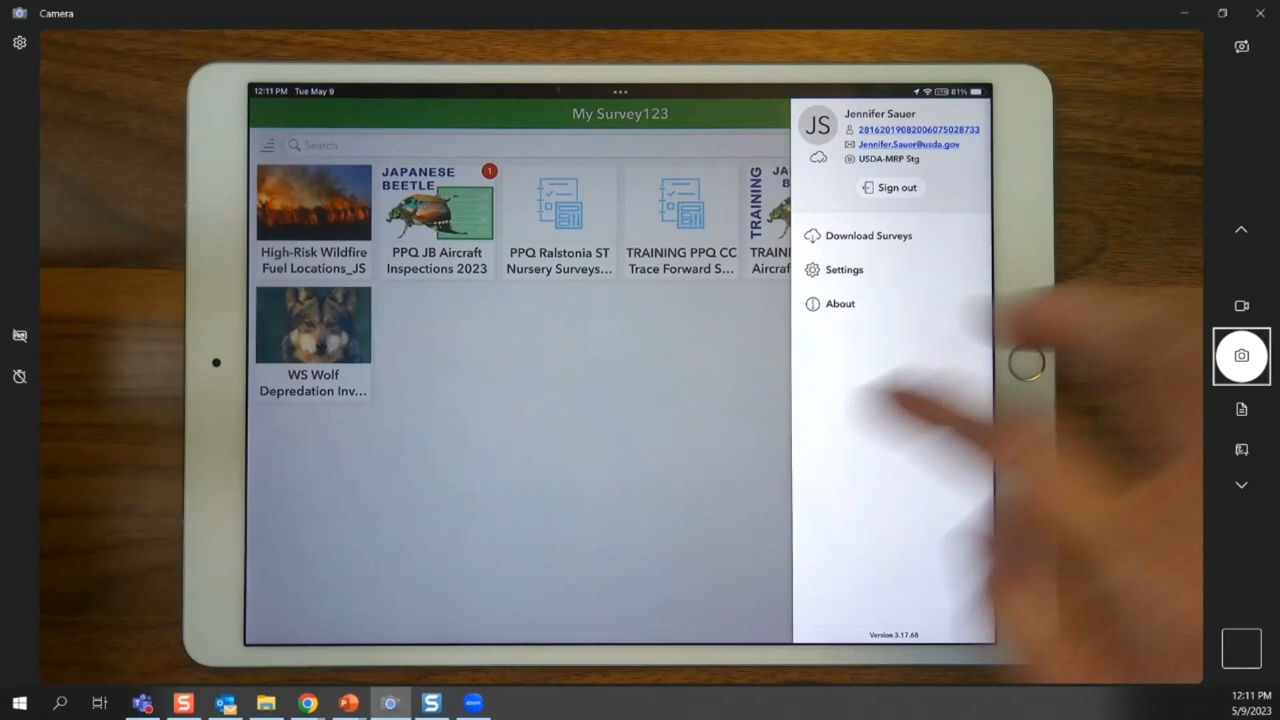 Camera
12:11 PM Tue May 9
81%
My Survey123
Search
High-Risk Wildfire
Fuel Locations_JS
JAPANESE
BEETLE
1
PPQ JB Aircraft
Inspections 2023
PPQ Ralstonia ST
Nursery Surveys...
TRAINING PPQ CC
Trace Forward S...
TRAINING
JA
B
TRAINI
Aircraf
WS Wolf
Depredation Inv...
JS
Jennifer Sauer
28162019082006075028733
Jennifer.Sauer@usda.gov
USDA-MRP Stg
Sign out
Download Surveys
Settings
About
Version 3.17.68
12:11 PM
5/9/2023